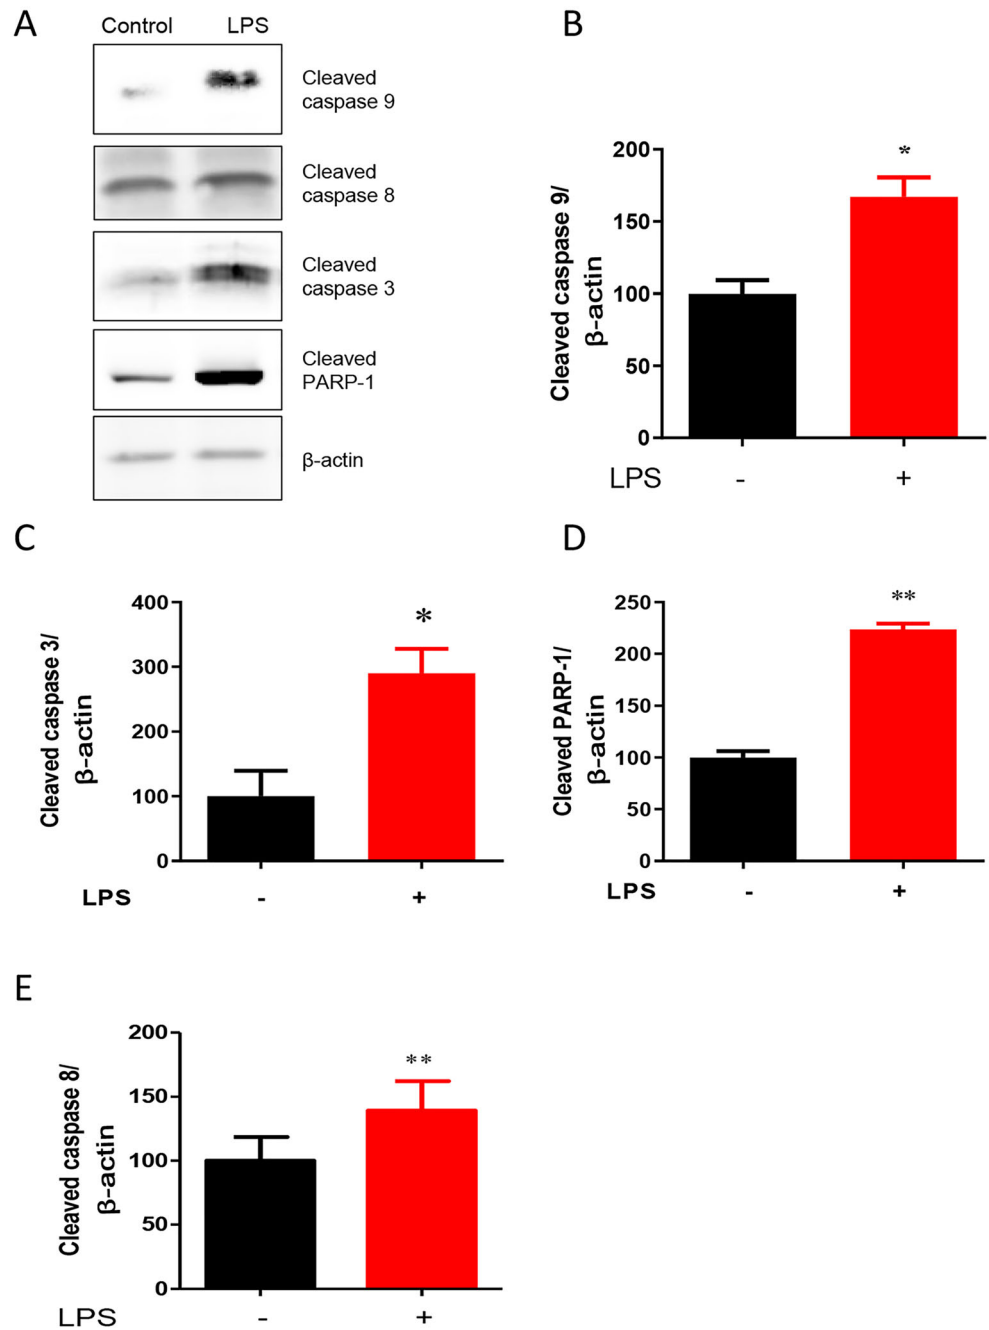 A
Control LPS
Cleaved
caspase 9
Cleaved
caspase 8
Cleaved
caspase 3
Cleaved
PARP-1
β-actin
B
Cleaved caspase 9/
β-actin
200
150
100
50
0
*
LPS - +
C
Cleaved caspase 3/
β-actin
400
300
200
100
0
*
LPS - +
D
Cleaved PARP-1/
β-actin
250
200
150
100
50
0
**
LPS - +
E
Cleaved caspase 8/
β-actin
200
150
100
50
0
**
LPS - +